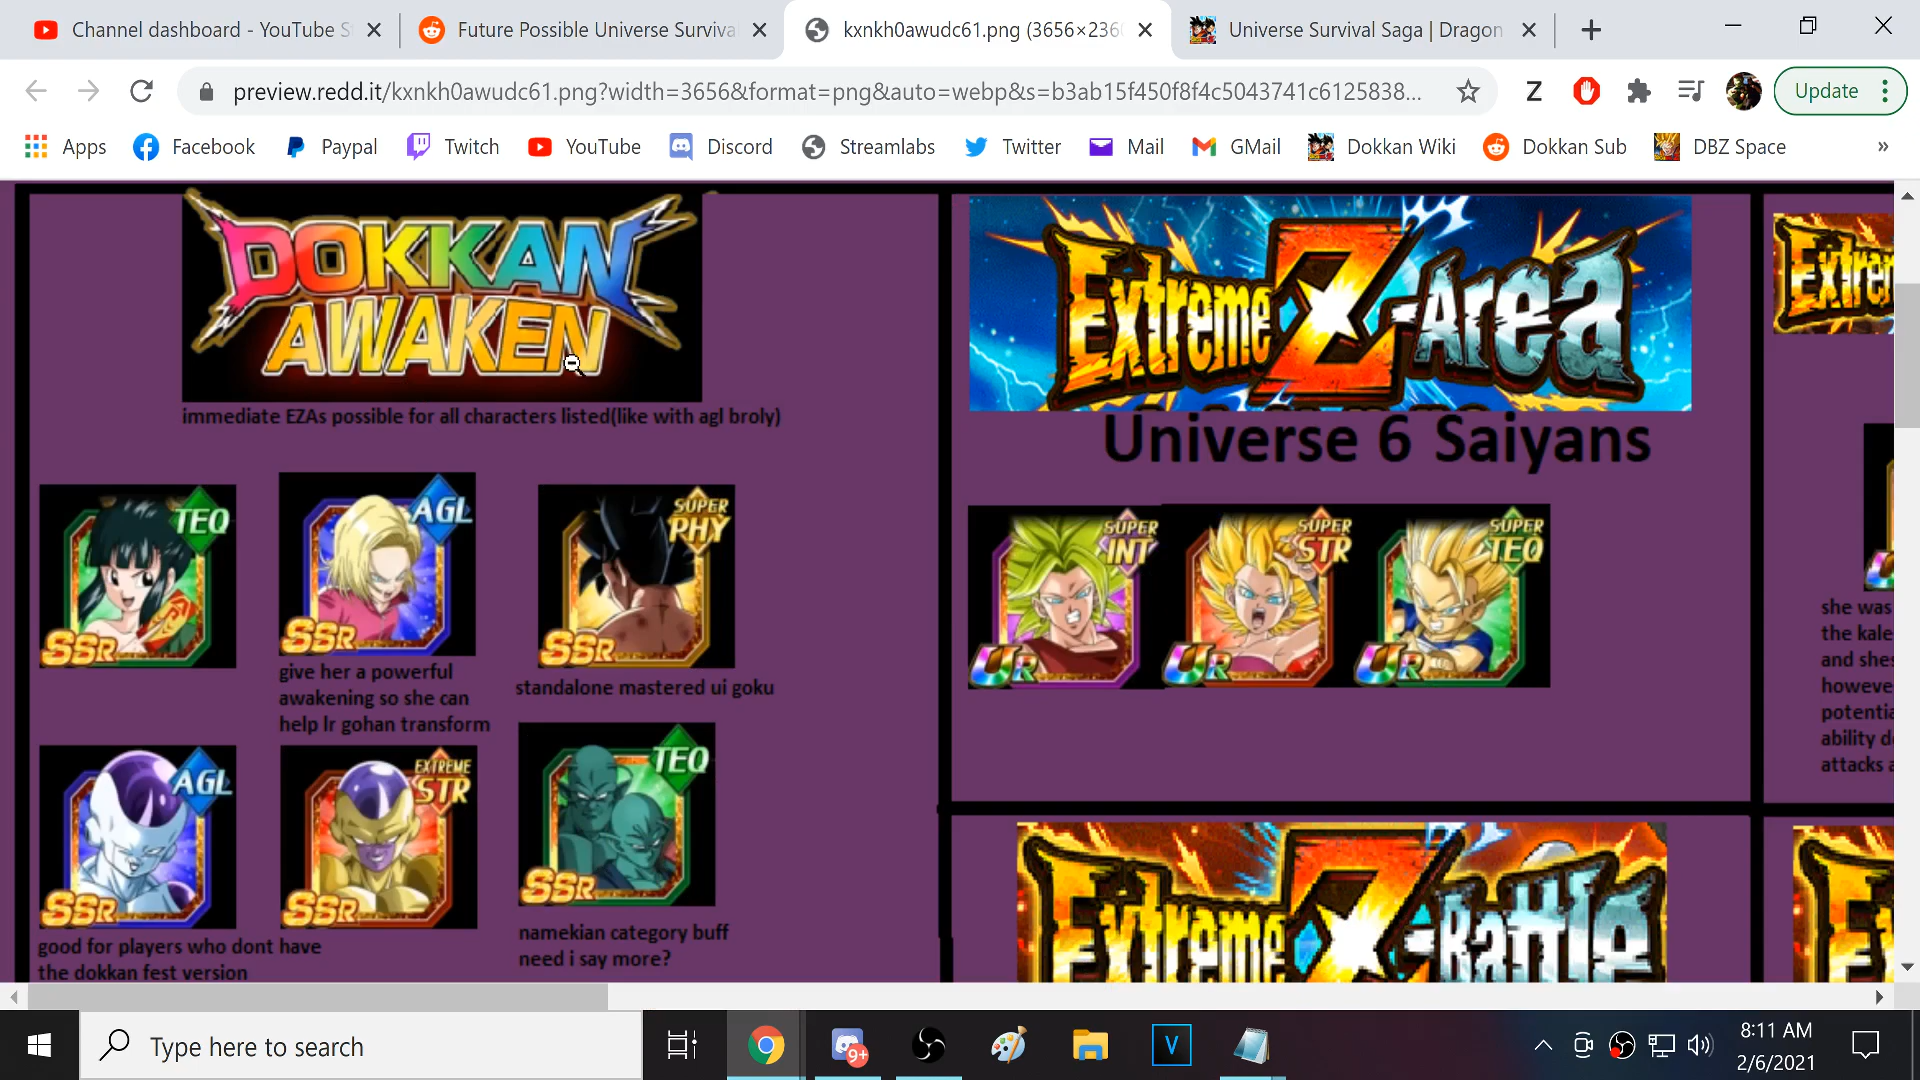 Channel dashboard - YouTube S
Future Possible Universe Surviva
kxnkh0awudc61.png (3656×236
Universe Survival Saga | Dragon
preview.redd.it/kxnkh0awudc61.png?width=3656&format=png&auto=webp&s=b3ab15f450f8f4c5043741c6125838...
Z
Update
Apps
Facebook
Paypal
Twitch
YouTube
Discord
Streamlabs
Twitter
Mail
GMail
Dokkan Wiki
Dokkan Sub
DBZ Space
»
DOKKAN
AWAKEN
immediate EZAs possible for all characters listed(like with agl broly)
TEQ
SSR
AGL
SSR
give her a powerful
awakening so she can
help lr gohan transform
SUPER
PHY
SSR
standalone mastered ui goku
AGL
SSR
EXTREME
STR
SSR
good for players who dont have
the dokkan fest version
TEQ
SSR
namekian category buff
need i say more?
Extreme Z-Area
Universe 6 Saiyans
SUPER
INT
UR
SUPER
STR
UR
SUPER
TEQ
UR
Extreme Z-Battle
Extrem
she was
the kale
and shes
howeve
potentia
ability d
attacks a
Type here to search
9+
V
8:11 AM
2/6/2021